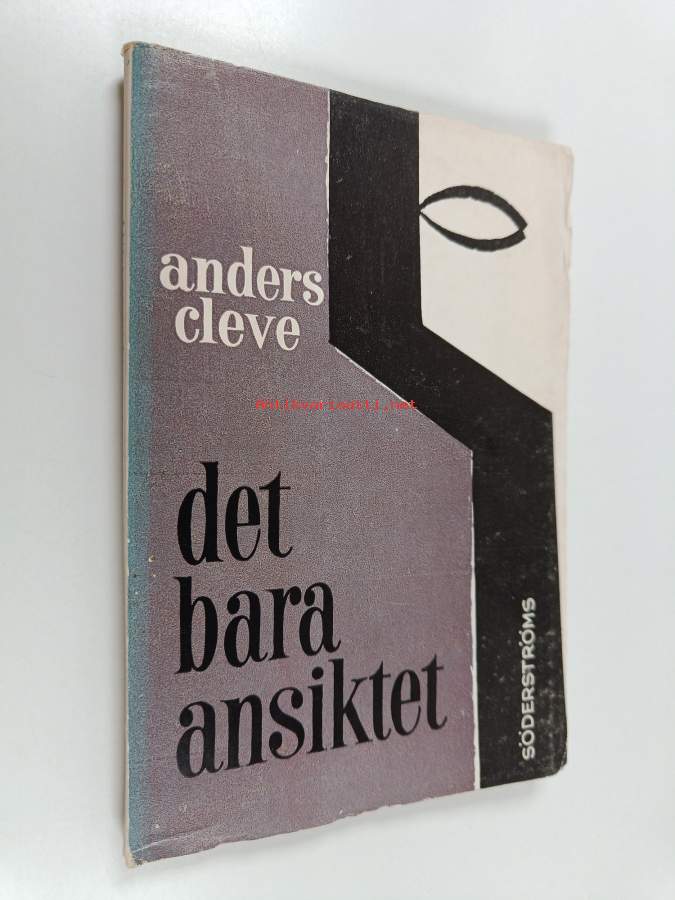 anders
cleve
Antikvariaatti.net
det
bara
ansiktet
SÖDERSTRÖMS